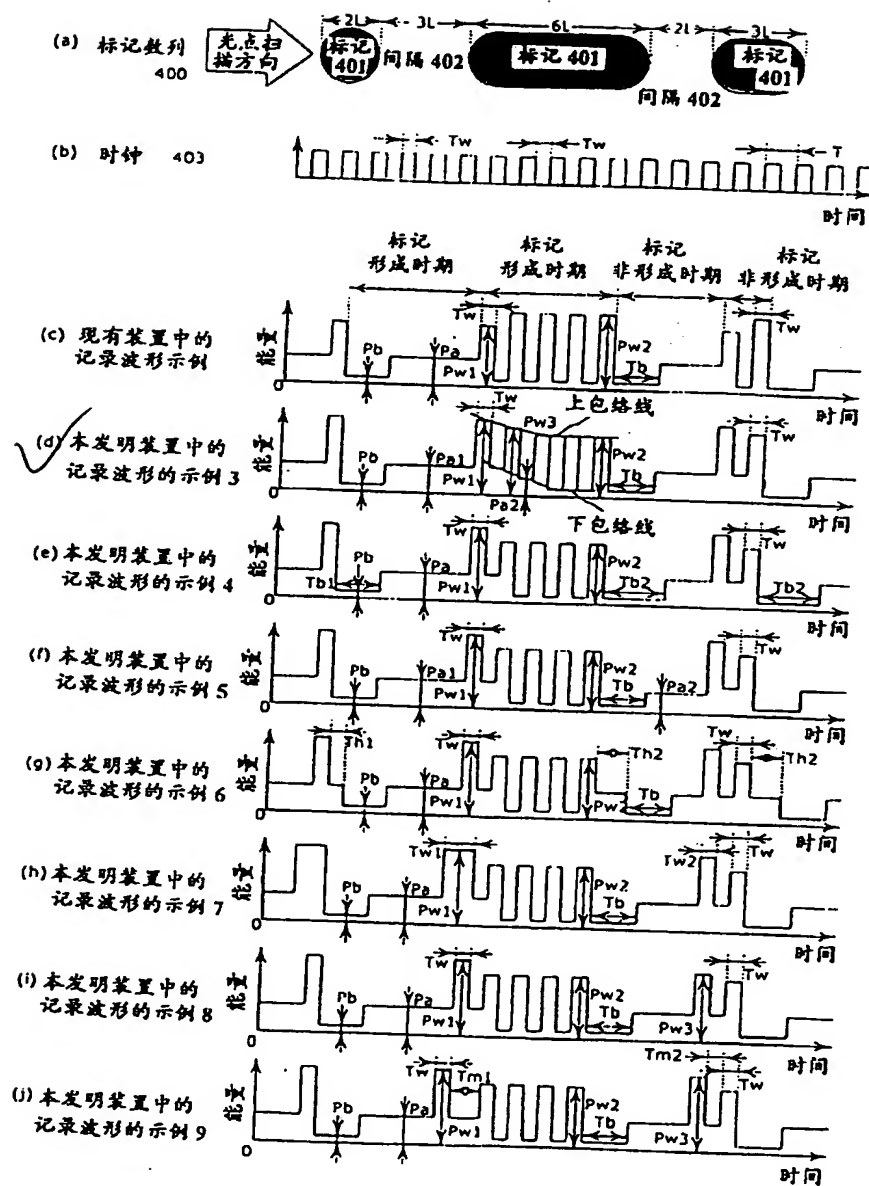 2L 3L 6L 2L 3L
(a) 标记数列
400
光点扫
描方向
标记
401
间隔 402
标记 401
间隔 402
标记
401
(b) 时钟 403
Tw Tw T
时间
标记
形成时期
标记
形成时期
标记
非形成时期
标记
非形成时期
(c) 现有装置中的
记录波形示例
能量
0
Pb Pa Pw1 Tw Pw2 Tb Tw
时间
(d) 本发明装置中的
记录波形的示例 3
能量
0
Pb Pa1 Pw1 Tw Pw3 上包络线 Pa2 下包络线 Pw2 Tb Tw
时间
(e) 本发明装置中的
记录波形的示例 4
能量
0
Tb1 Pb Pa Pw1 Tw Pw2 Tb2 Tw Tb2
时间
(f) 本发明装置中的
记录波形的示例 5
能量
0
Pb Pa1 Pw1 Tw Pw2 Tb Pa2 Tw
时间
(g) 本发明装置中的
记录波形的示例 6
能量
0
Th1 Pb Pa Pw1 Tw Pw2 Th2 Tb Tw Th2
时间
(h) 本发明装置中的
记录波形的示例 7
能量
0
Pb Pa Pw1 Tw1 Pw2 Tb Tw2 Tw
时间
(i) 本发明装置中的
记录波形的示例 8
能量
0
Pb Pa Pw1 Tw Pw2 Tb Pw3 Tw
时间
(j) 本发明装置中的
记录波形的示例 9
能量
0
Pb Pa Pw1 Tw Tm1 Pw2 Tb Pw3 Tm2 Tw
时间